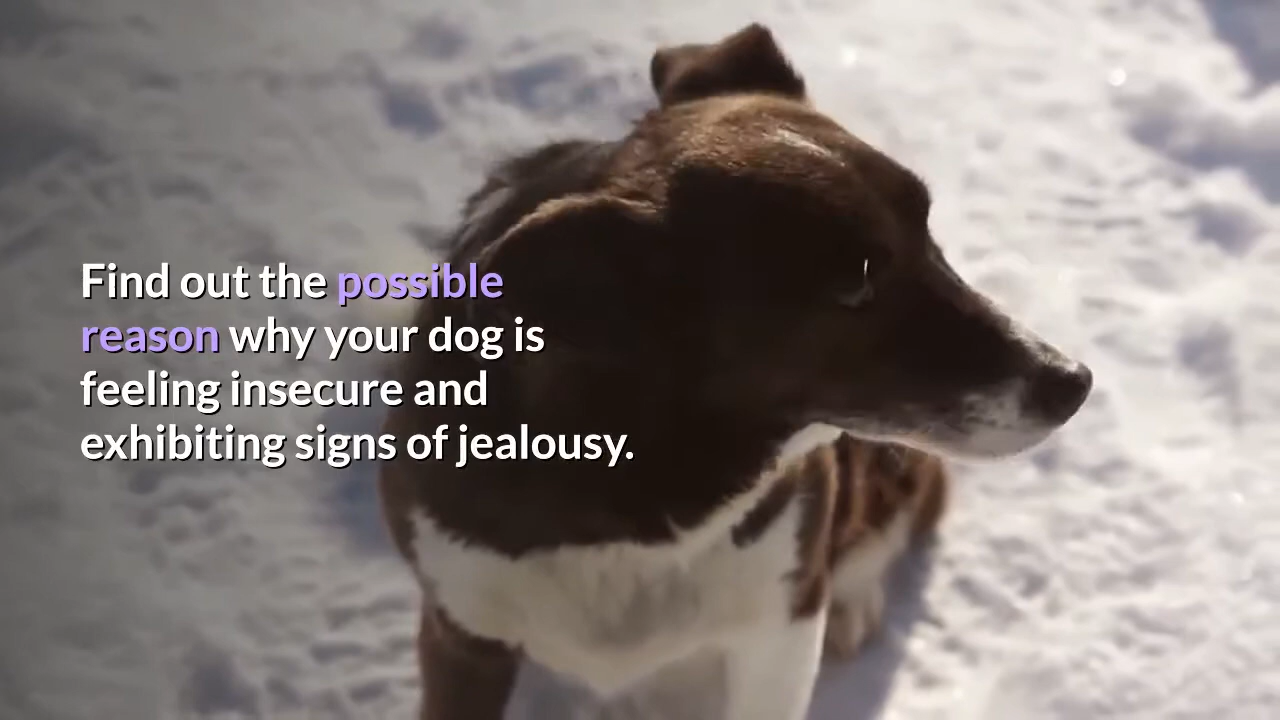 Find out the possible
reason why your dog is
feeling insecure and
exhibiting signs of jealousy.